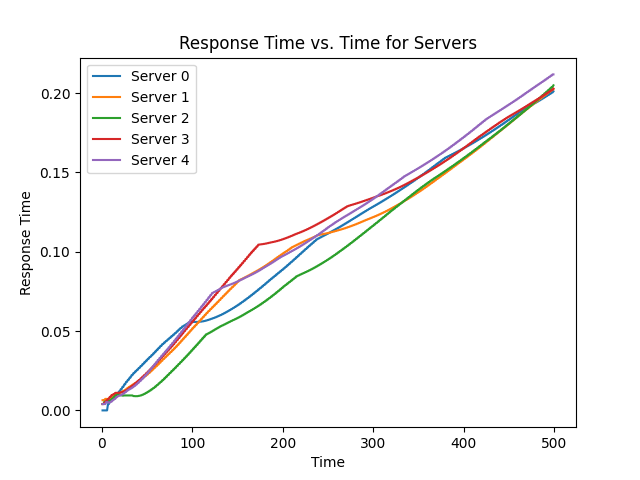 Response Time vs. Time for Servers
Server 0
Server 1
Server 2
Server 3
Server 4
0.20
0.15
0.10
0.05
0.00
Response Time
0 100 200 300 400 500
Time